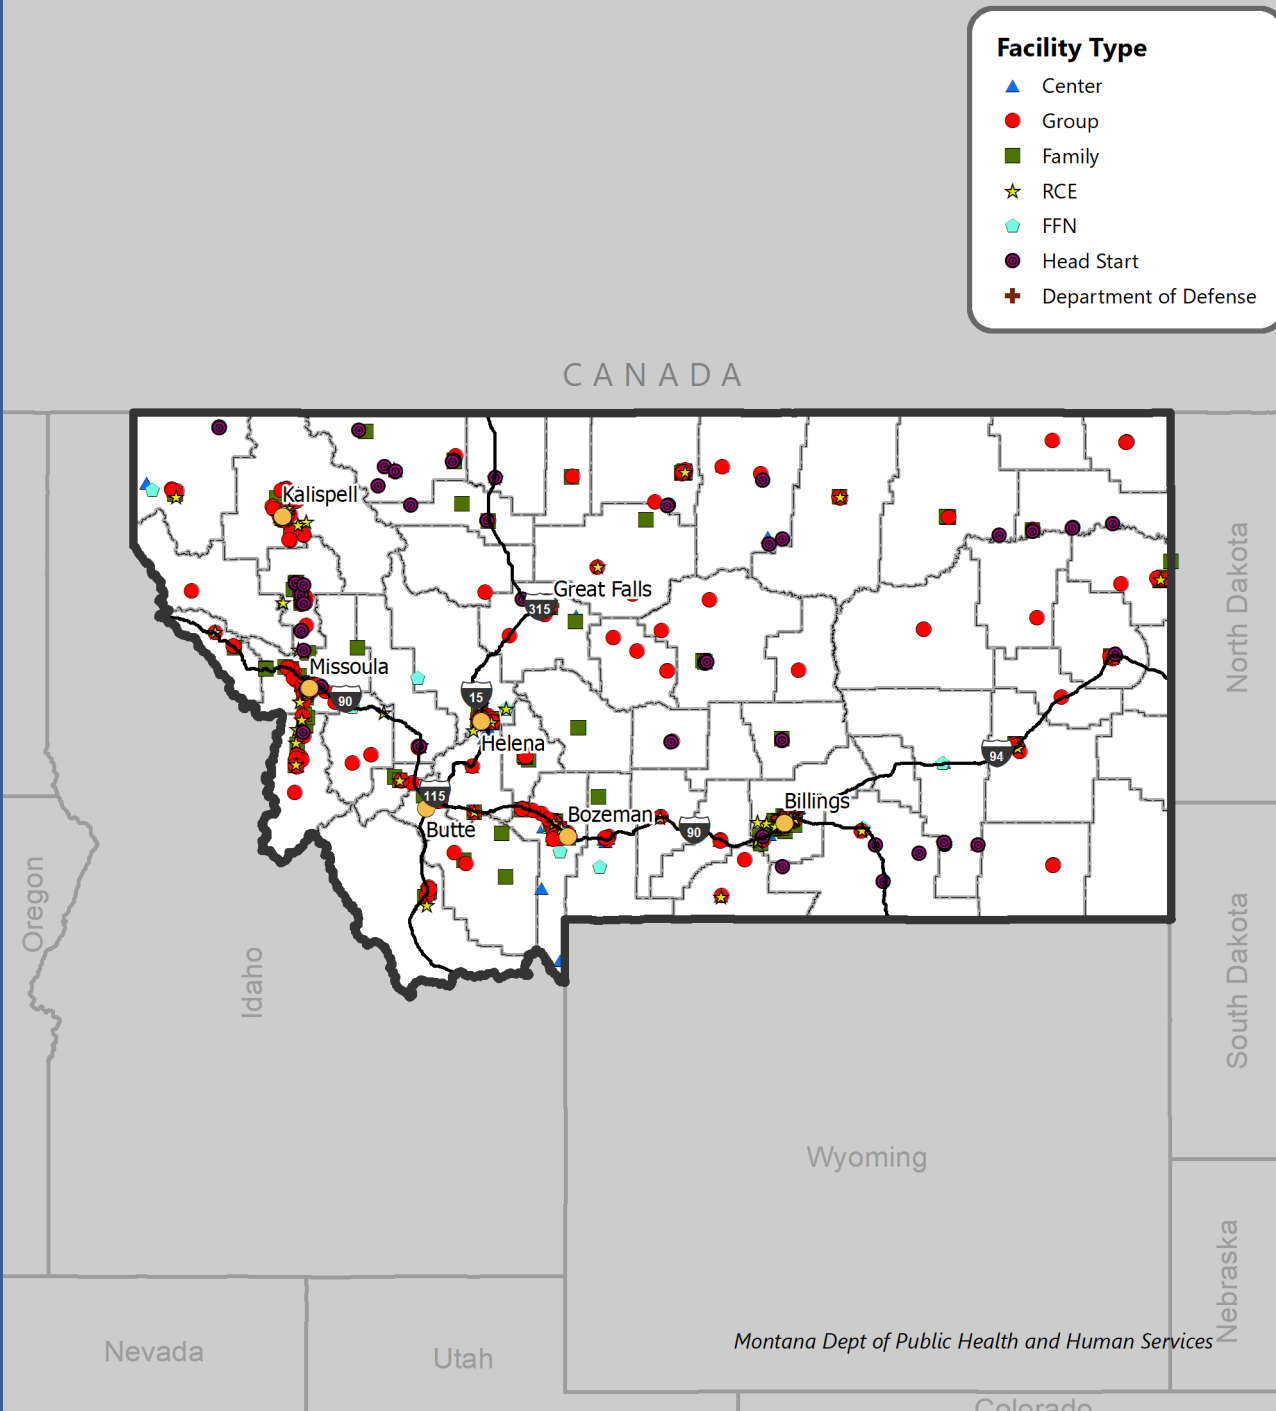 Facility Type
Center
Group
Family
RCE
FFN
Head Start
Department of Defense
CANADA
Kalispell
Great Falls
315
North Dakota
Missoula
90
15
Helena
94
115
Billings
Bozeman
90
Butte
Oregon
Idaho
South Dakota
Wyoming
Nebraska
Montana Dept of Public Health and Human Services
Nevada
Utah
Colorado